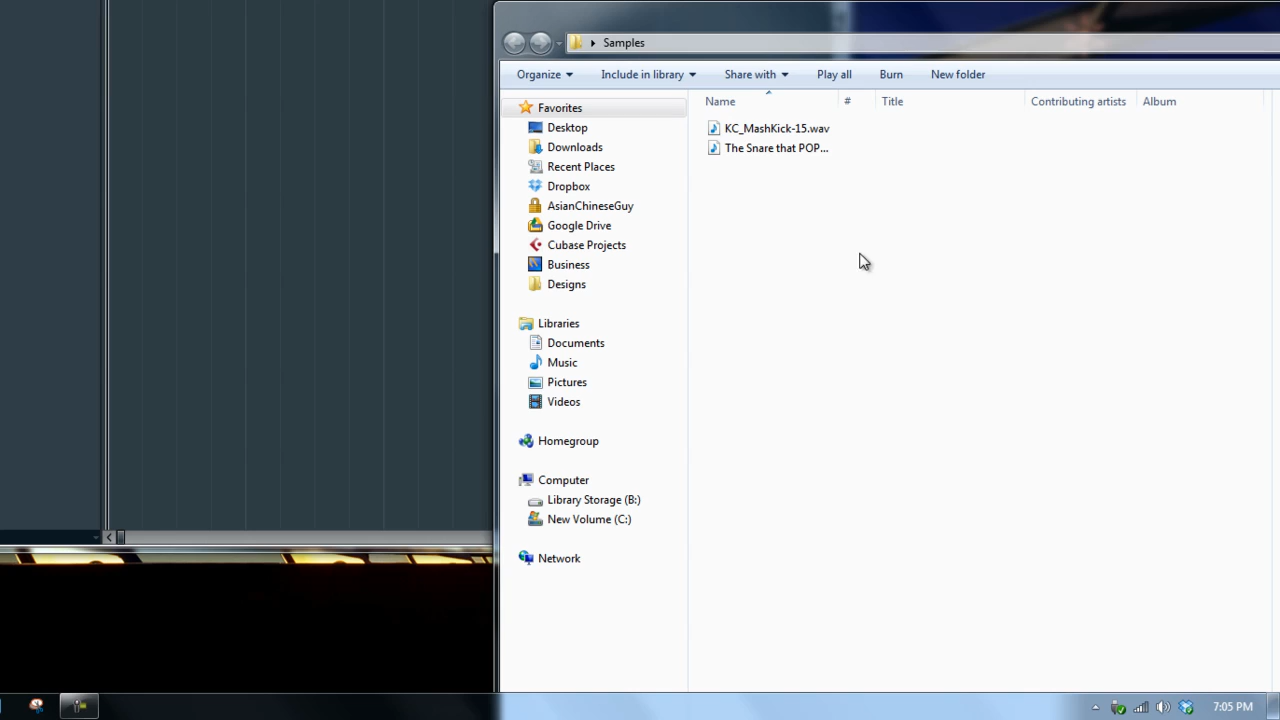 Samples
Organize
Include in library
Share with
Play all
Burn
New folder
Name
#
Title
Contributing artists
Album
KC_MashKick-15.wav
The Snare that POP...
Favorites
Desktop
Downloads
Recent Places
Dropbox
AsianChineseGuy
Google Drive
Cubase Projects
Business
Designs
Libraries
Documents
Music
Pictures
Videos
Homegroup
Computer
Library Storage (B:)
New Volume (C:)
Network
7:05 PM